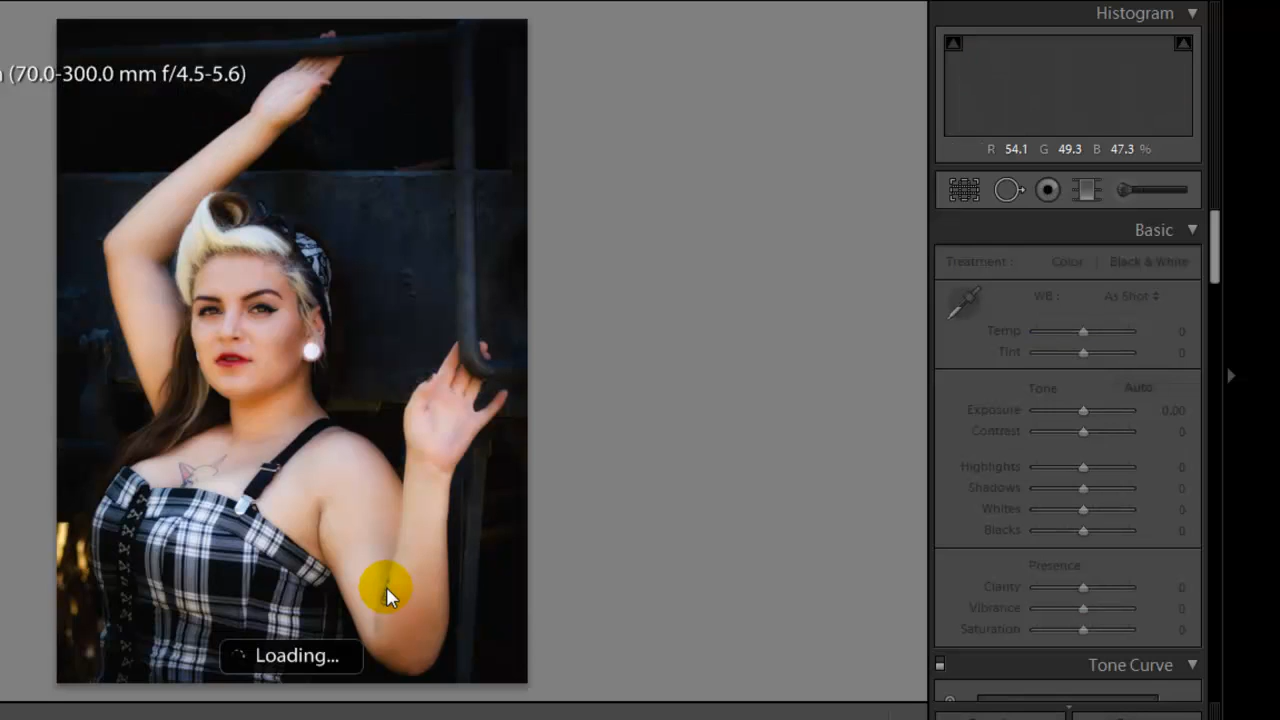 Histogram
n (70.0-300.0 mm f/4.5-5.6)
R 54.1 G 49.3 B 47.3 %
Basic
Treatment : Color | Black & White
WB : As Shot
Temp 0
Tint 0
Tone Auto
Exposure 0.00
Contrast 0
Highlights 0
Shadows 0
Whites 0
Blacks 0
Presence
Clarity 0
Vibrance 0
Saturation 0
Loading...
Tone Curve